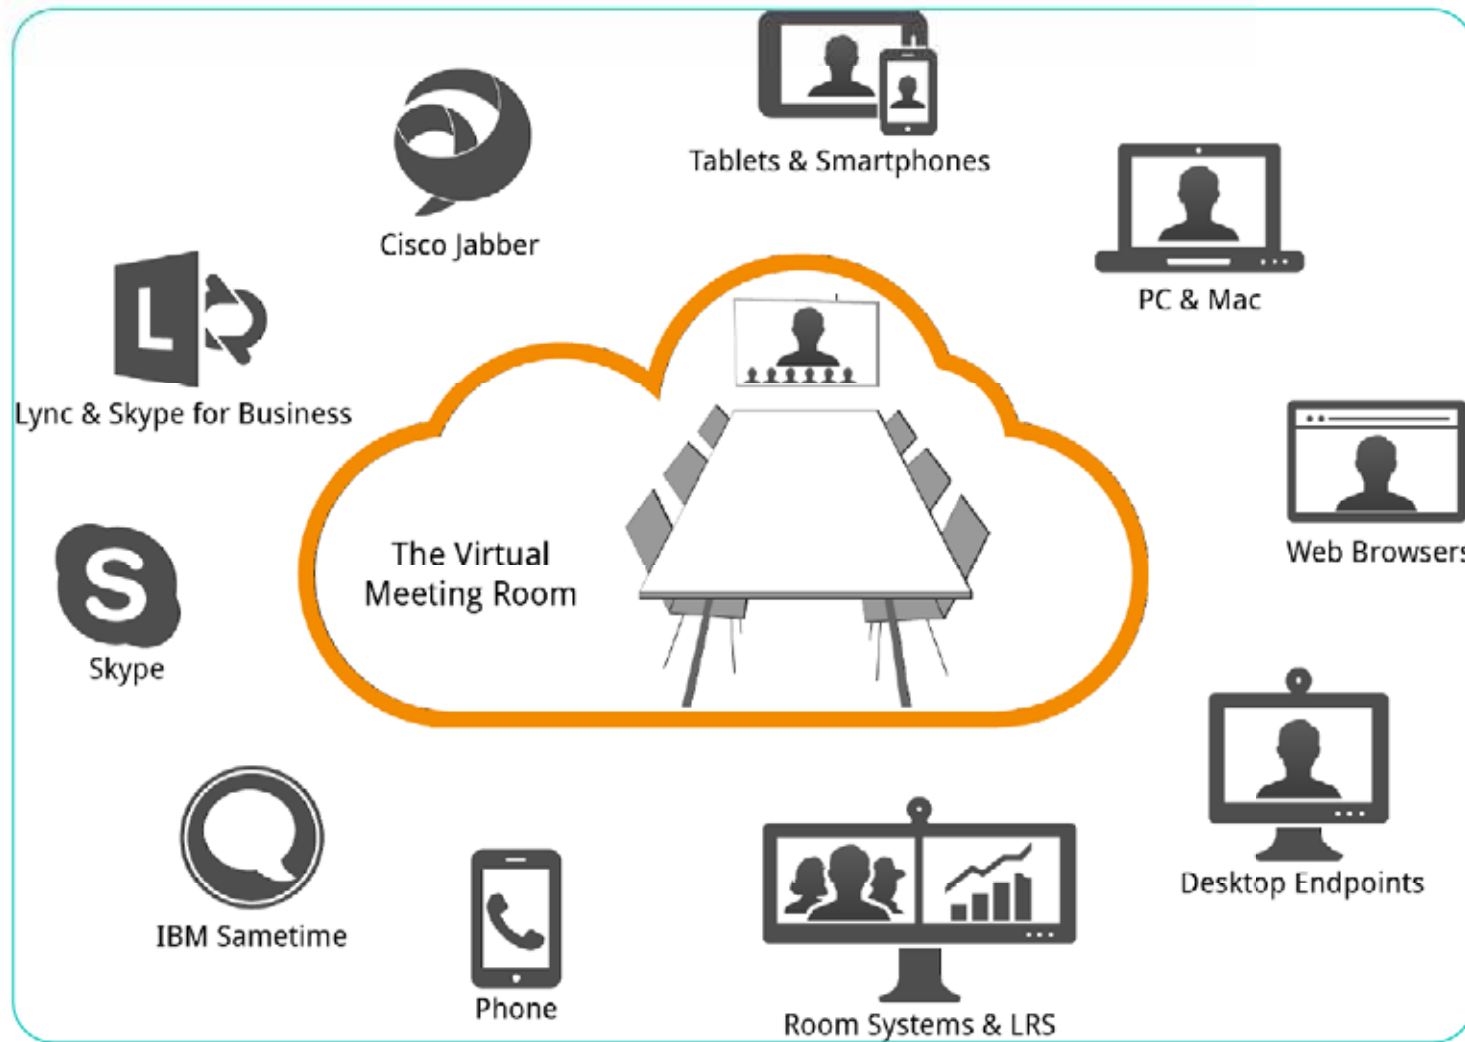 Tablets & Smartphones
Cisco Jabber
PC & Mac
L
Lync & Skype for Business
The Virtual
Meeting Room
Web Browsers
S
Skype
Desktop Endpoints
IBM Sametime
Phone
Room Systems & LRS